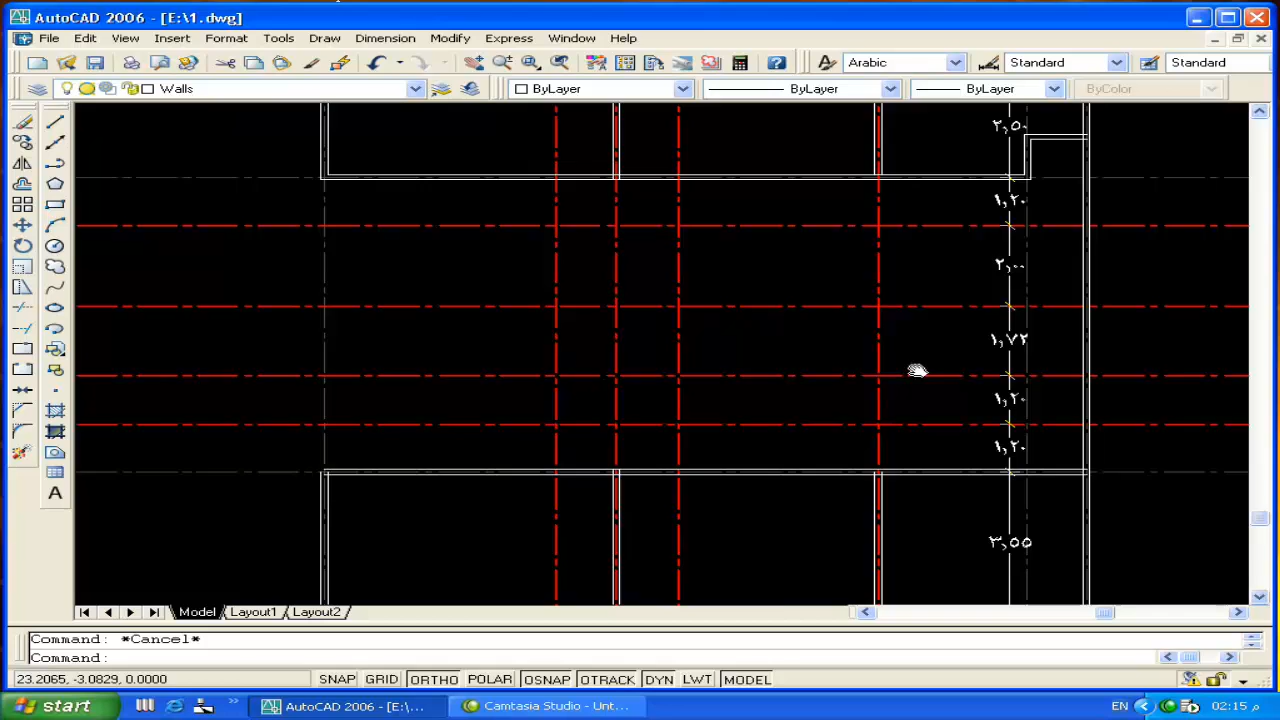 AutoCAD 2006 - [E:\1.dwg]
File Edit View Insert Format Tools Draw Dimension Modify Express Window Help
Arabic Standard Standard
Walls ByLayer ByLayer ByLayer ByColor
٢,٥٠
١,٢٠
٢,٠٠
١,٧٢
١,٢٠
١,٢٠
٣,٥٥
A
Model Layout1 Layout2
Command: *Cancel*
Command:
23.2065, -3.0829, 0.0000 SNAP GRID ORTHO POLAR OSNAP OTRACK DYN LWT MODEL
start AutoCAD 2006 - [E:\... Camtasia Studio - Unt... EN 02:15 م